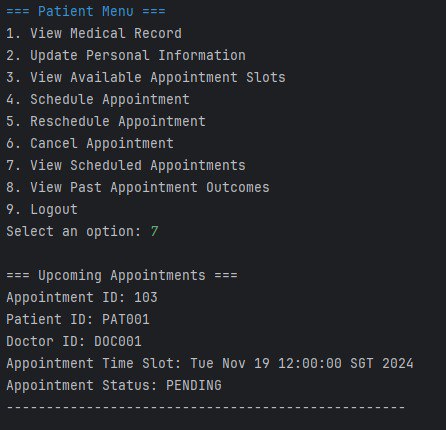 === Patient Menu ===
1. View Medical Record
2. Update Personal Information
3. View Available Appointment Slots
4. Schedule Appointment
5. Reschedule Appointment
6. Cancel Appointment
7. View Scheduled Appointments
8. View Past Appointment Outcomes
9. Logout
Select an option: 7

=== Upcoming Appointments ===
Appointment ID: 103
Patient ID: PAT001
Doctor ID: DOC001
Appointment Time Slot: Tue Nov 19 12:00:00 SGT 2024
Appointment Status: PENDING
--------------------------------------------------